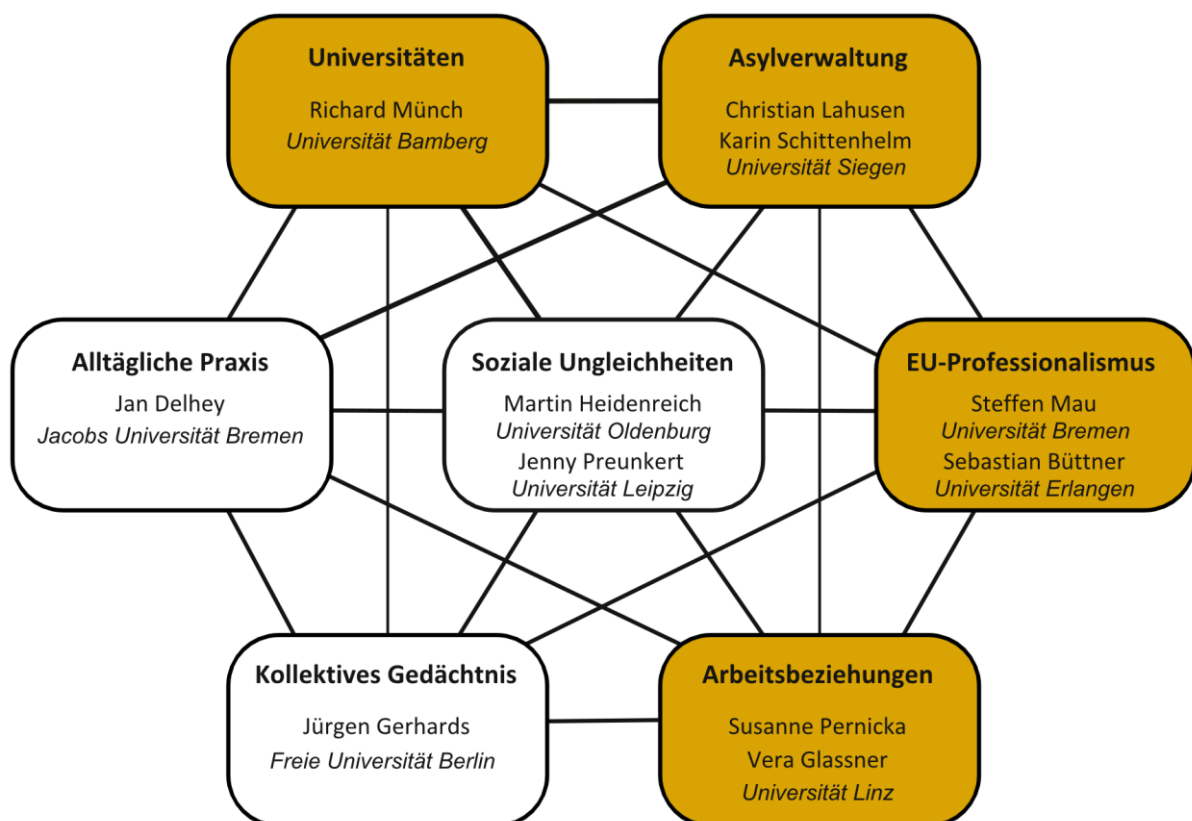 Universitäten
Richard Münch
Universität Bamberg
Asylverwaltung
Christian Lahusen
Karin Schittenhelm
Universität Siegen
Alltägliche Praxis
Jan Delhey
Jacobs Universität Bremen
Soziale Ungleichheiten
Martin Heidenreich
Universität Oldenburg
Jenny Preunkert
Universität Leipzig
EU-Professionalismus
Steffen Mau
Universität Bremen
Sebastian Büttner
Universität Erlangen
Kollektives Gedächtnis
Jürgen Gerhards
Freie Universität Berlin
Arbeitsbeziehungen
Susanne Pernicka
Vera Glassner
Universität Linz